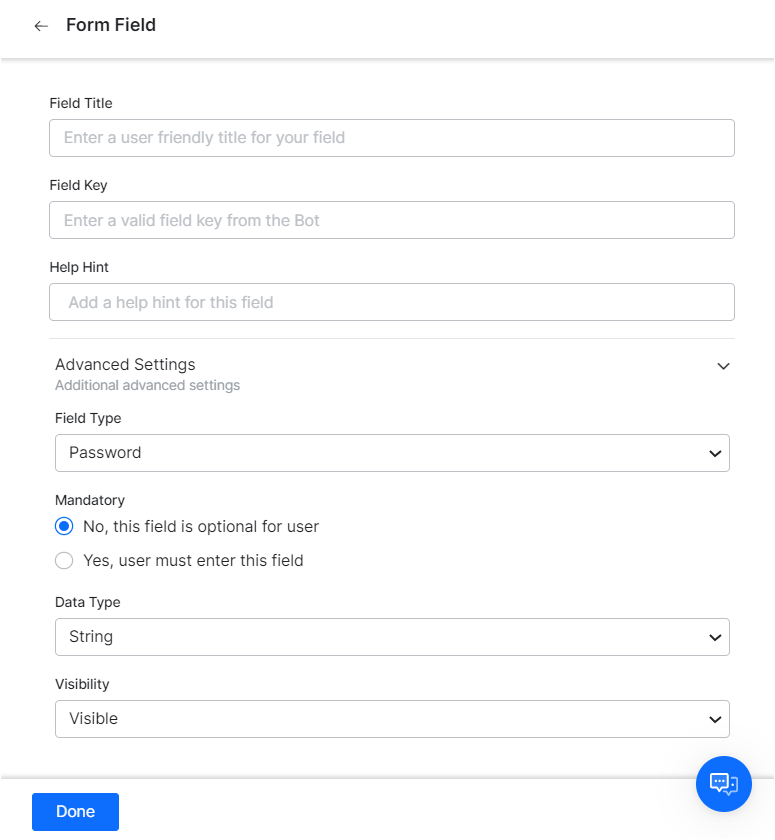 Form Field
Field Title
Enter a user friendly title for your field
Field Key
Enter a valid field key from the Bot
Help Hint
Add a help hint for this field
Advanced Settings
Additional advanced settings
Field Type
Password
Mandatory
No, this field is optional for user
Yes, user must enter this field
Data Type
String
Visibility
Visible
Done